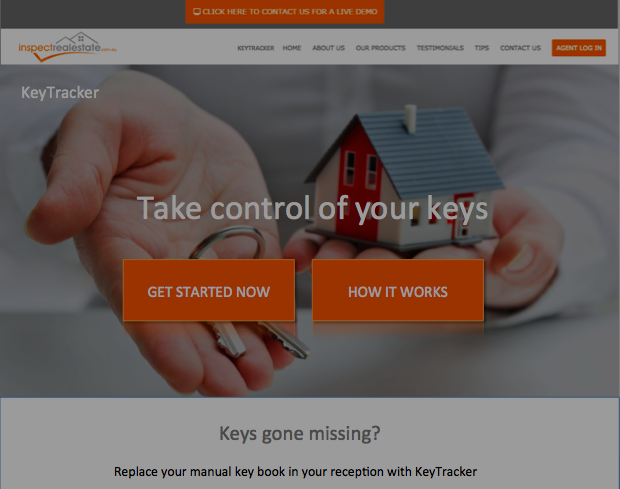 CLICK HERE TO CONTACT US FOR A LIVE DEMO
inspectrealestate.com.au
KEYTRACKER HOME ABOUT US OUR PRODUCTS TESTIMONIALS TIPS CONTACT US AGENT LOG IN
KeyTracker
Take control of your keys
GET STARTED NOW HOW IT WORKS
Keys gone missing?
Replace your manual key book in your reception with KeyTracker